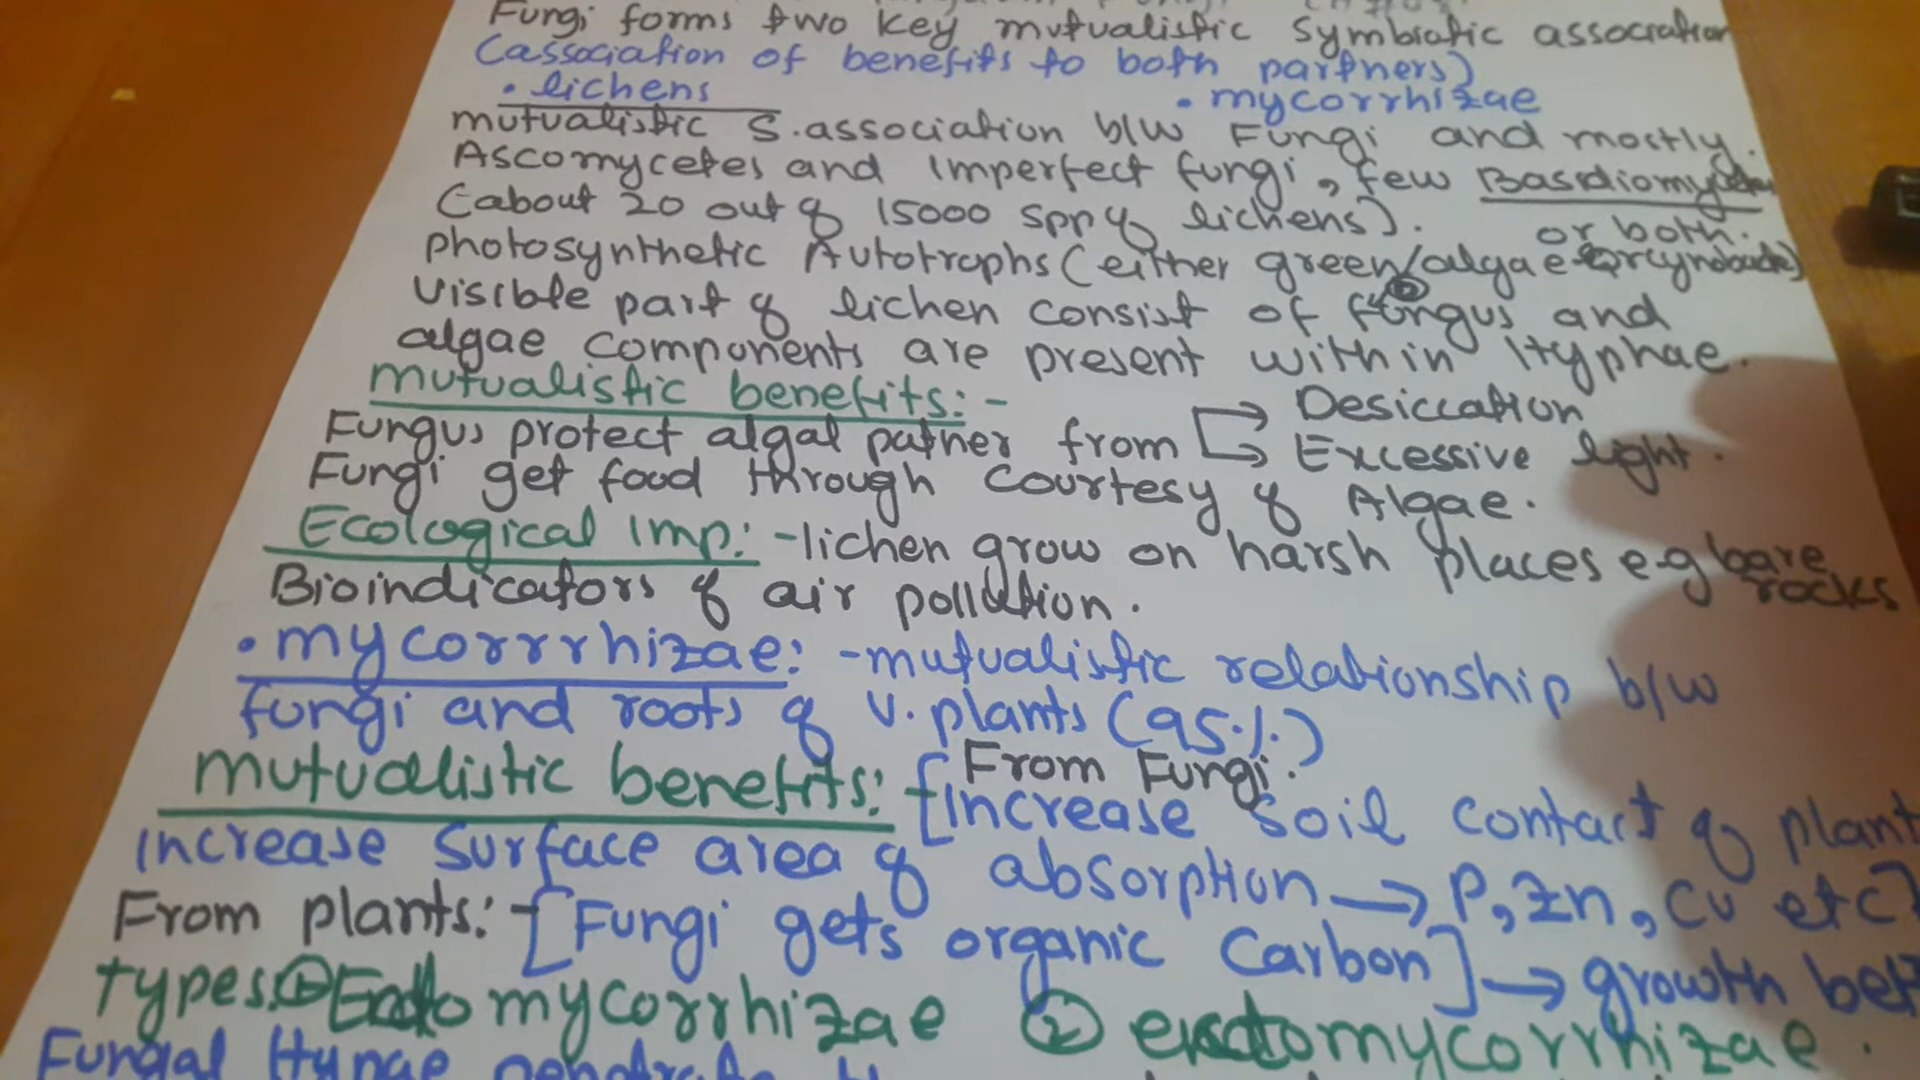 Fungi forms two key mutualistic symbiotic association
(association of benefits to both partners)
• lichens • mycorrhizae
mutualistic S. association b/w Fungi and mostly
Ascomycetes and Imperfect fungi, few Basidiomycetes
(about 20 out of 15000 spp of lichens).
or both.
photosynthetic Autotrophs (either green/algae or
Visible part of lichen consist of fungus and
algae components are present within Hyphae.
mutualistic benefits:-
Fungus protect algal patner from → Desiccation
→ Excessive light.
Fungi get food through courtesy of Algae.
Ecological Imp: -lichen grow on harsh places e.g bare
rocks
Bioindicators of air pollution.
• mycorrrhizae: -mutualistic relationship b/w
fungi and roots of v. plants (95%)
mutualistic benefits: From Fungi.
[Increase soil contact of plant
increase surface area of absorption → P, Zn, Cu etc]
From plants: -[Fungi gets organic Carbon] → growth
types: ① Endo mycorrhizae ② ectomycorrhizae.
Fungal